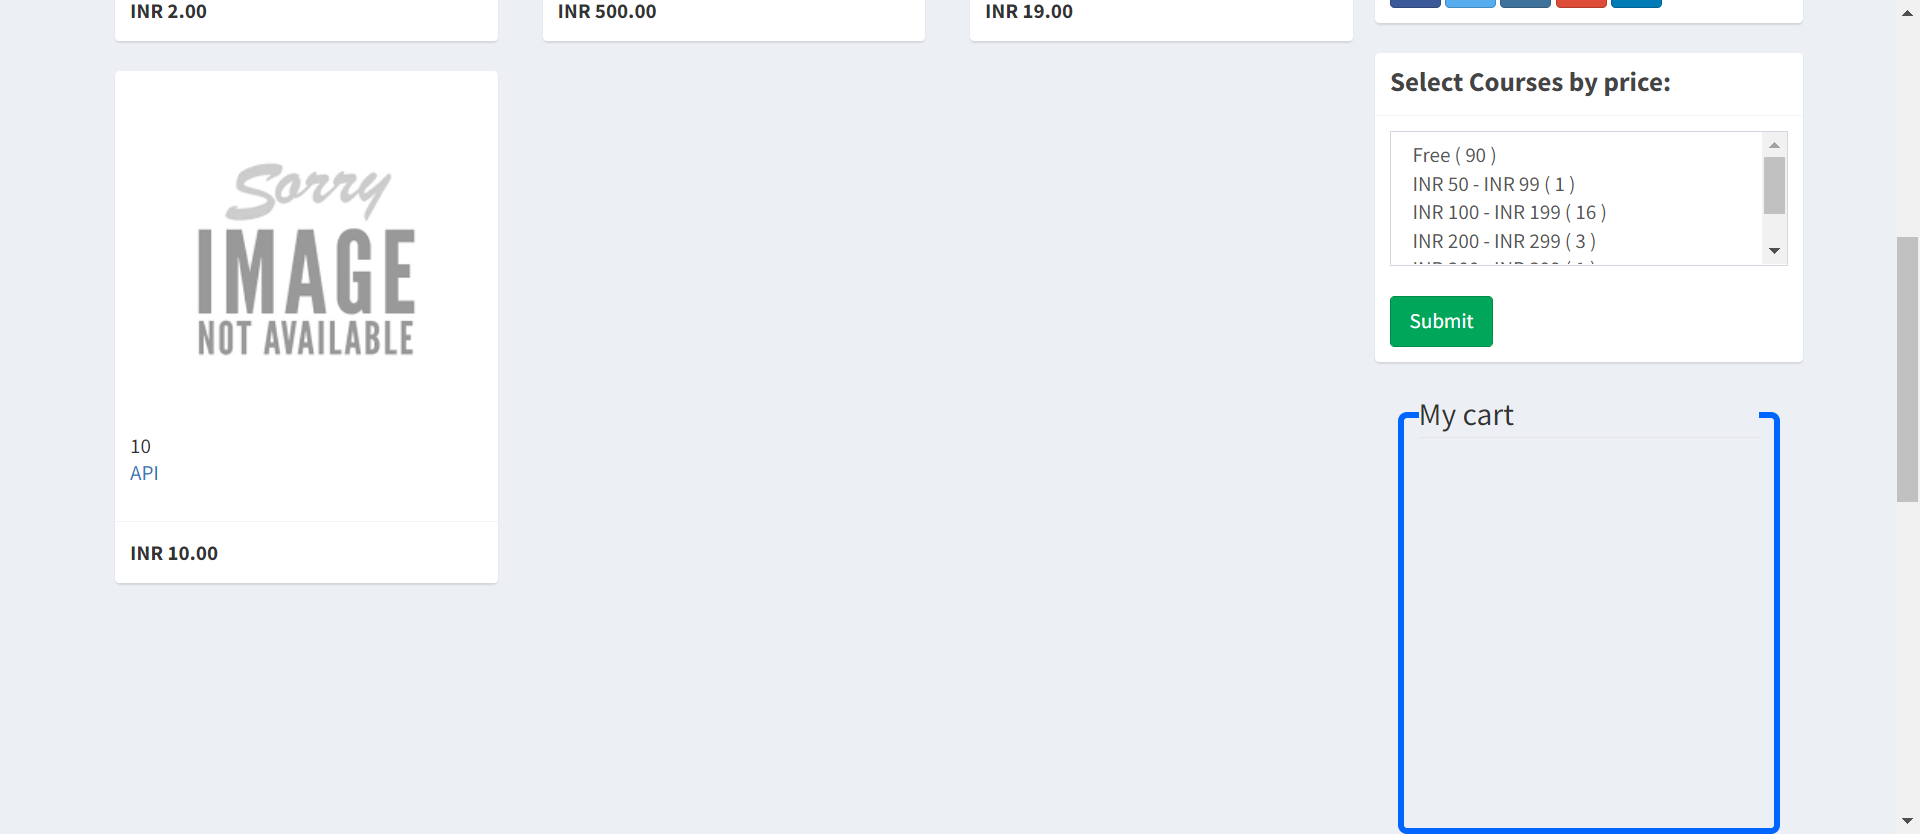 INR 2.00
INR 500.00
INR 19.00
Sorry
IMAGE
NOT AVAILABLE
10
API
INR 10.00
Select Courses by price:
Free ( 90 )
INR 50 - INR 99 ( 1 )
INR 100 - INR 199 ( 16 )
INR 200 - INR 299 ( 3 )
Submit
My cart